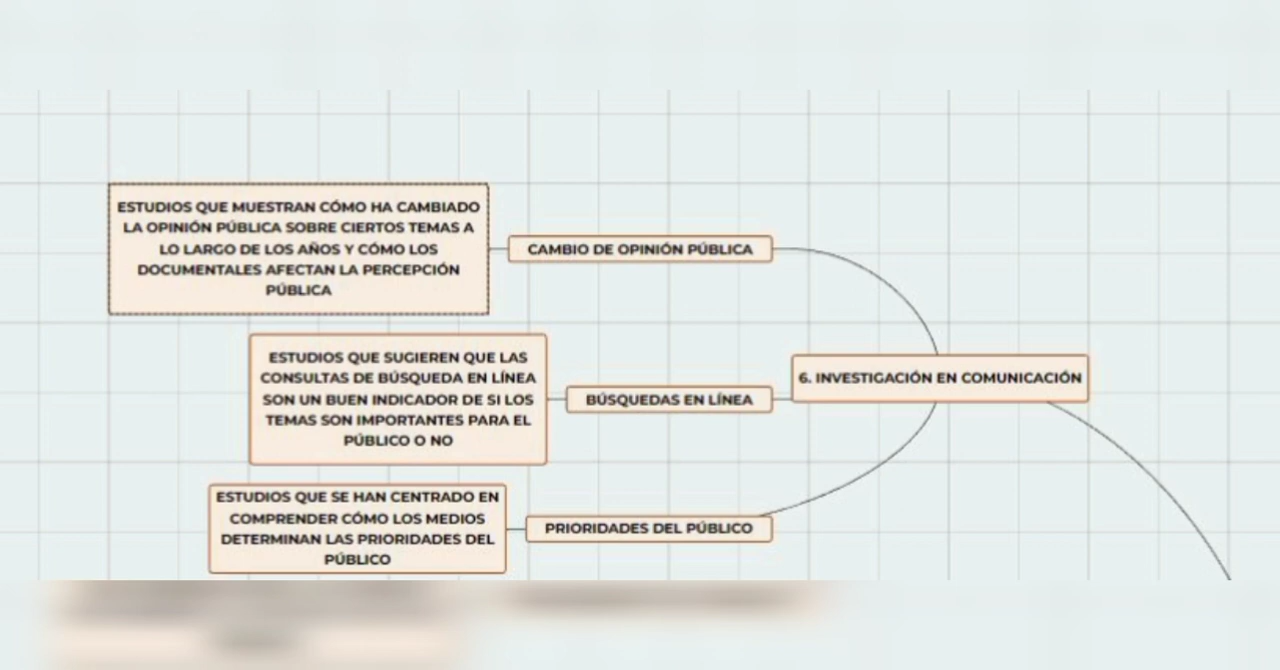 ESTUDIOS QUE MUESTRAN CÓMO HA CAMBIADO
LA OPINIÓN PÚBLICA SOBRE CIERTOS TEMAS A
LO LARGO DE LOS AÑOS Y CÓMO LOS
DOCUMENTALES AFECTAN LA PERCEPCIÓN
PÚBLICA
CAMBIO DE OPINIÓN PÚBLICA
ESTUDIOS QUE SUGIEREN QUE LAS
CONSULTAS DE BÚSQUEDA EN LÍNEA
SON UN BUEN INDICADOR DE SI LOS
TEMAS SON IMPORTANTES PARA EL
PÚBLICO O NO
BÚSQUEDAS EN LÍNEA
6. INVESTIGACIÓN EN COMUNICACIÓN
ESTUDIOS QUE SE HAN CENTRADO EN
COMPRENDER CÓMO LOS MEDIOS
DETERMINAN LAS PRIORIDADES DEL
PÚBLICO
PRIORIDADES DEL PÚBLICO